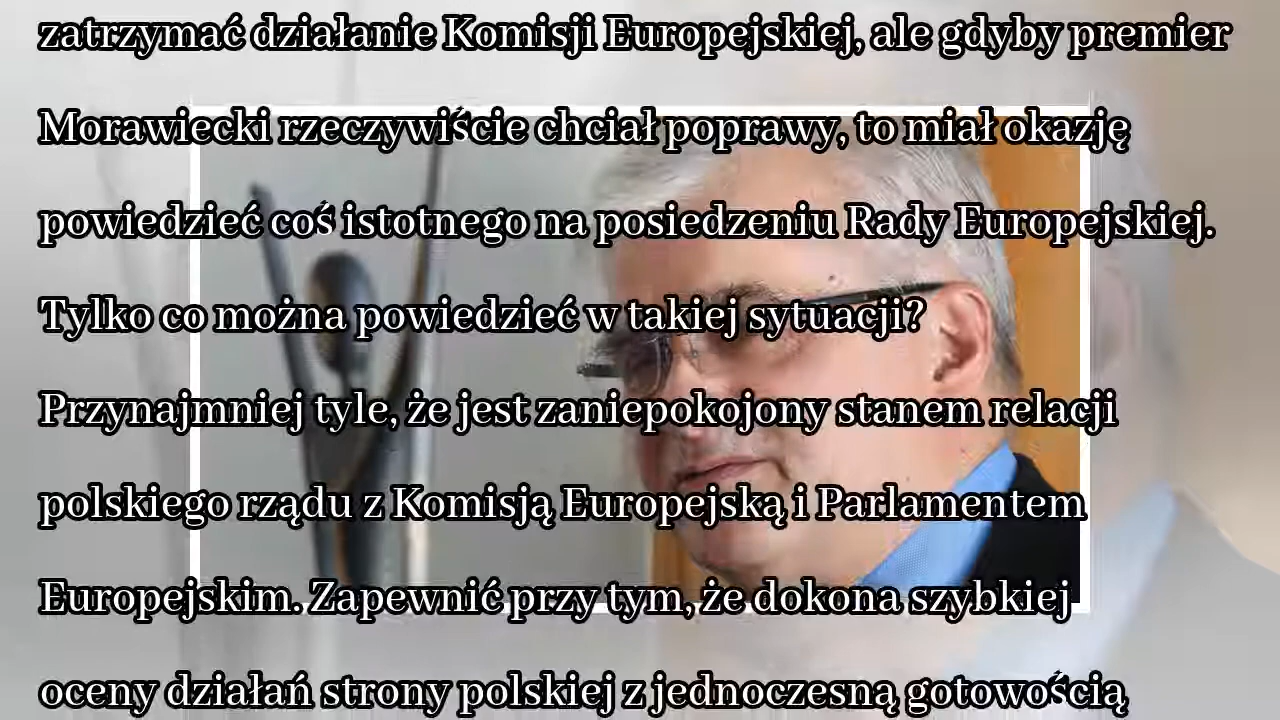 zatrzymać działanie Komisji Europejskiej, ale gdyby premier
Morawiecki rzeczywiście chciał poprawy, to miał okazję
powiedzieć coś istotnego na posiedzeniu Rady Europejskiej.
Tylko co można powiedzieć w takiej sytuacji?
Przynajmniej tyle, że jest zaniepokojony stanem relacji
polskiego rządu z Komisją Europejską i Parlamentem
Europejskim. Zapewnić przy tym, że dokona szybkiej
oceny działań strony polskiej z jednoczesną gotowością